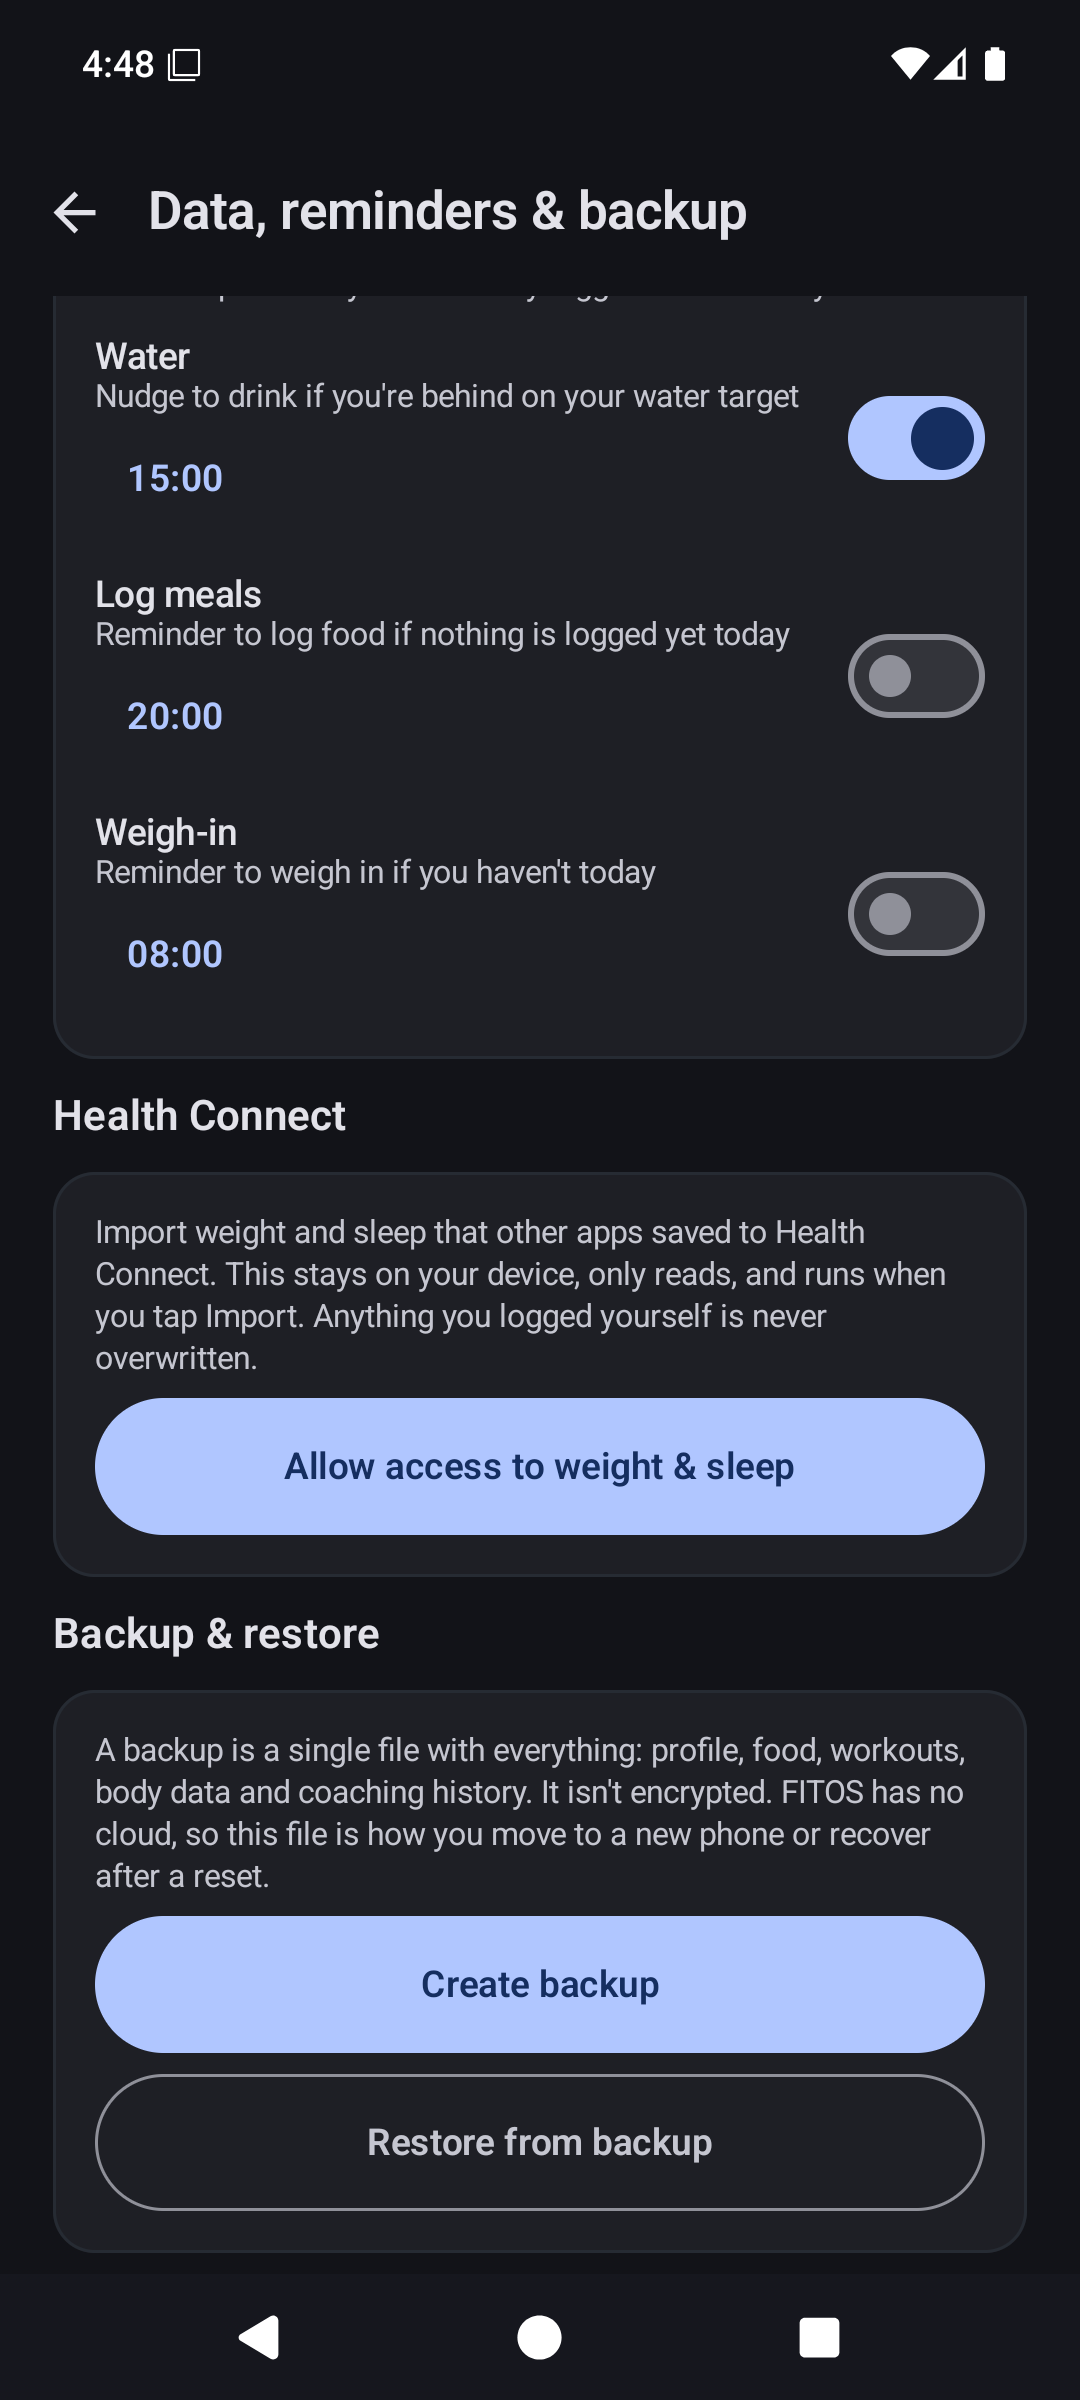 4:48
Data, reminders & backup
Water
Nudge to drink if you're behind on your water target
15:00
Log meals
Reminder to log food if nothing is logged yet today
20:00
Weigh-in
Reminder to weigh in if you haven't today
08:00
Health Connect
Import weight and sleep that other apps saved to Health
Connect. This stays on your device, only reads, and runs when
you tap Import. Anything you logged yourself is never
overwritten.
Allow access to weight & sleep
Backup & restore
A backup is a single file with everything: profile, food, workouts,
body data and coaching history. It isn't encrypted. FITOS has no
cloud, so this file is how you move to a new phone or recover
after a reset.
Create backup
Restore from backup